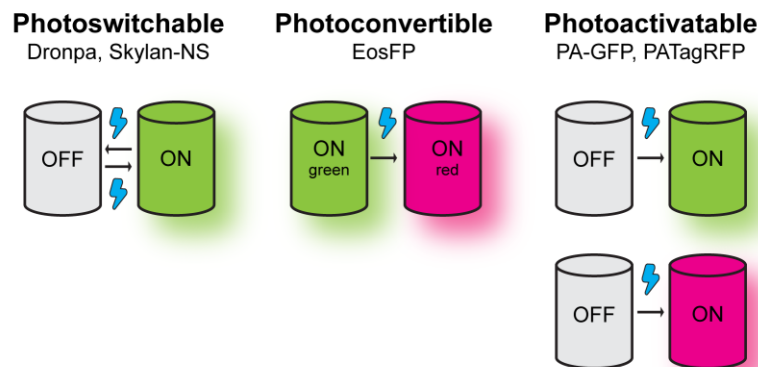 Photoswitchable
Dronpa, Skylan-NS
OFF
ON
Photoconvertible
EosFP
ON
green
ON
red
Photoactivatable
PA-GFP, PATagRFP
OFF
ON
OFF
ON